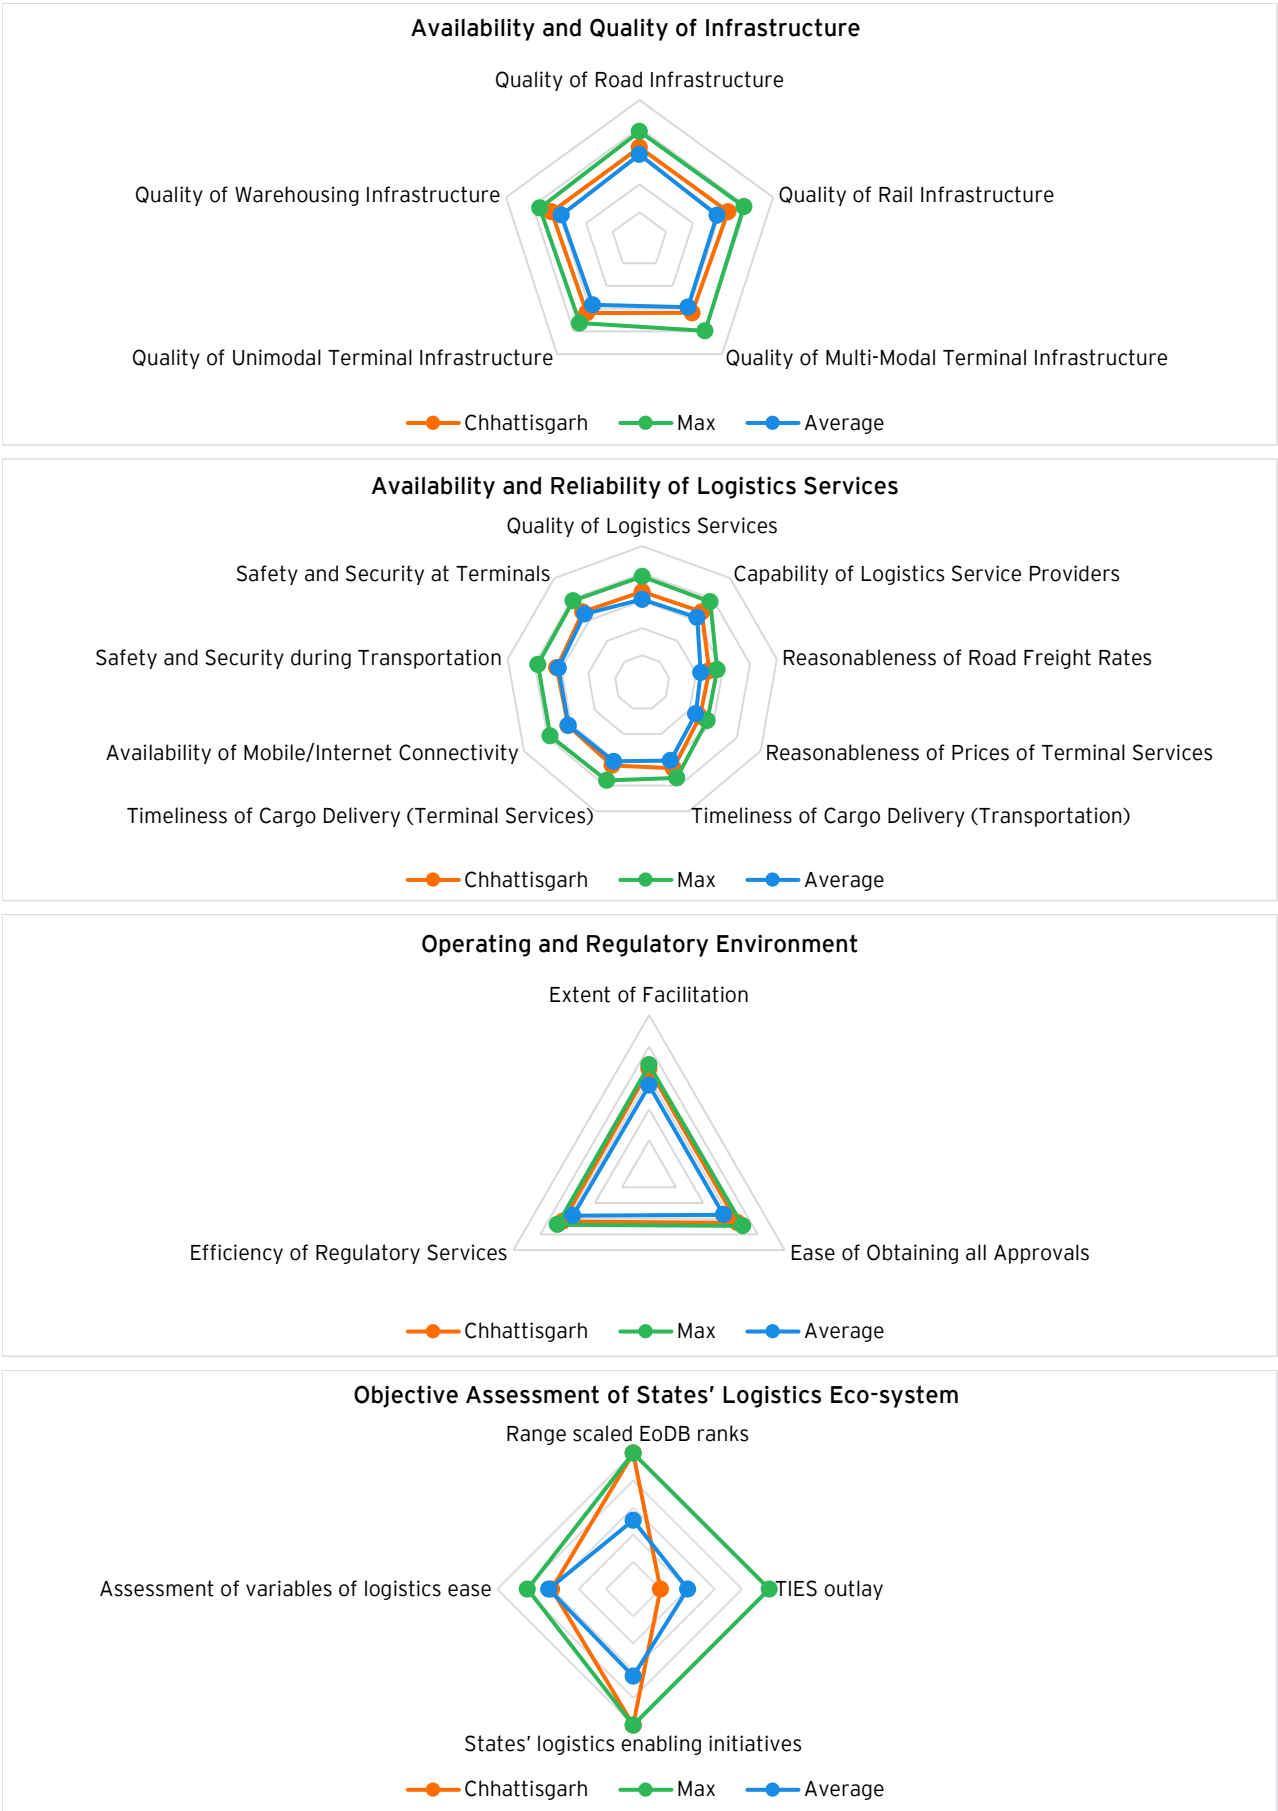 Availability and Quality of Infrastructure
Quality of Road Infrastructure
Quality of Warehousing Infrastructure
Quality of Rail Infrastructure
Quality of Unimodal Terminal Infrastructure
Quality of Multi-Modal Terminal Infrastructure
Chhattisgarh Max Average
Availability and Reliability of Logistics Services
Quality of Logistics Services
Safety and Security at Terminals
Capability of Logistics Service Providers
Safety and Security during Transportation
Reasonableness of Road Freight Rates
Availability of Mobile/Internet Connectivity
Reasonableness of Prices of Terminal Services
Timeliness of Cargo Delivery (Terminal Services)
Timeliness of Cargo Delivery (Transportation)
Chhattisgarh Max Average
Operating and Regulatory Environment
Extent of Facilitation
Efficiency of Regulatory Services
Ease of Obtaining all Approvals
Chhattisgarh Max Average
Objective Assessment of States’ Logistics Eco-system
Range scaled EoDB ranks
Assessment of variables of logistics ease
TIES outlay
States’ logistics enabling initiatives
Chhattisgarh Max Average